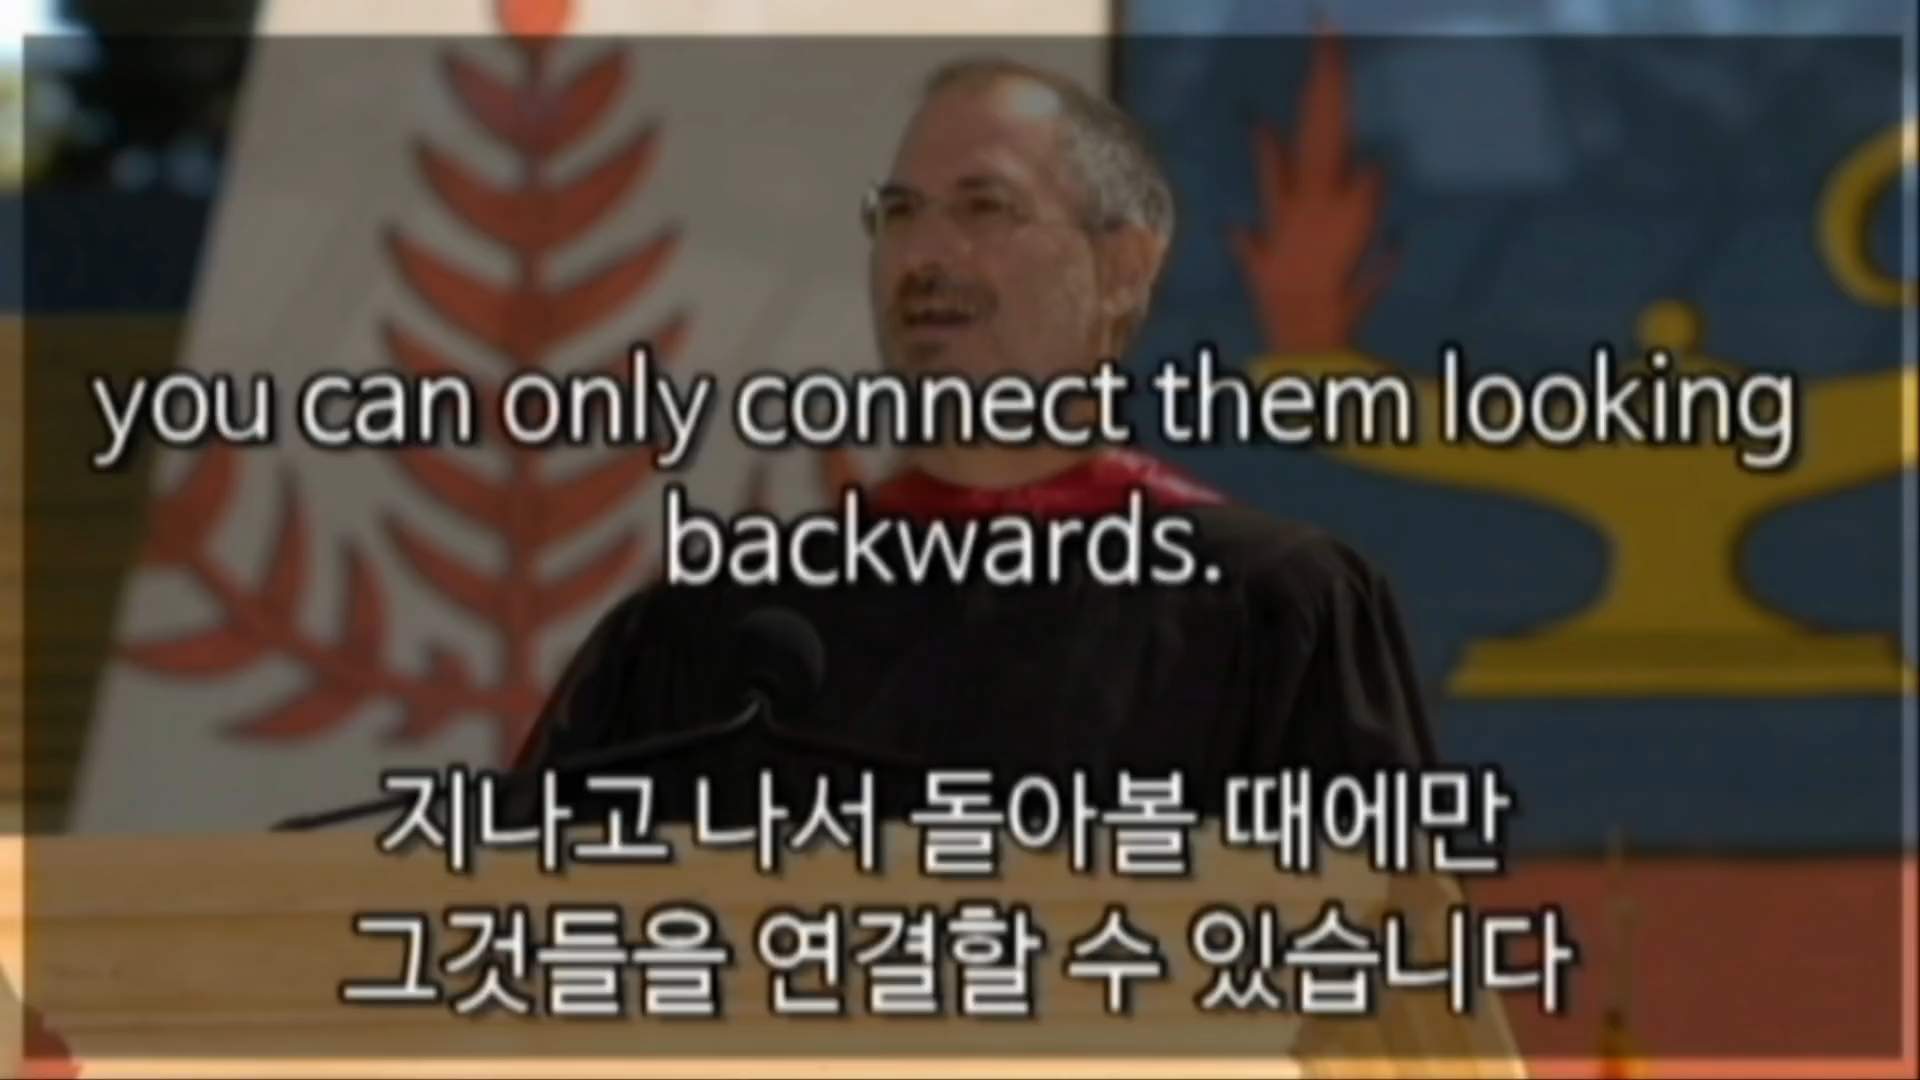 you can only connect them looking
backwards.
지나고 나서 돌아볼 때에만
그것들을 연결할 수 있습니다